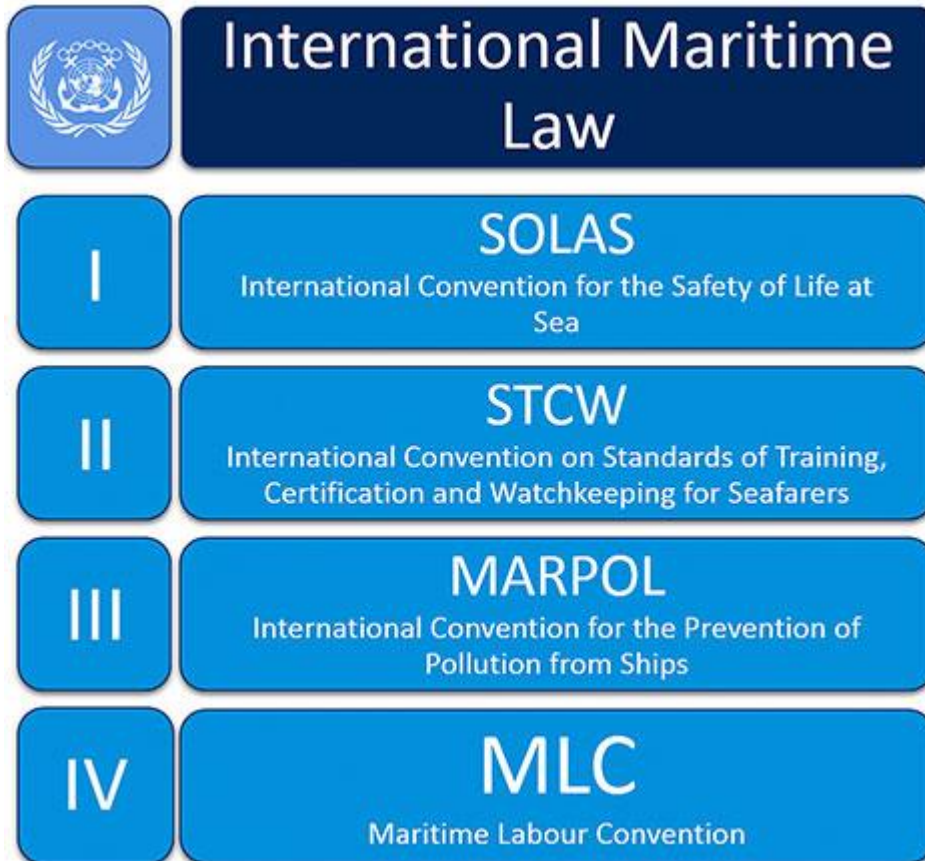 International Maritime
Law
I
SOLAS
International Convention for the Safety of Life at
Sea
II
STCW
International Convention on Standards of Training,
Certification and Watchkeeping for Seafarers
III
MARPOL
International Convention for the Prevention of
Pollution from Ships
IV
MLC
Maritime Labour Convention